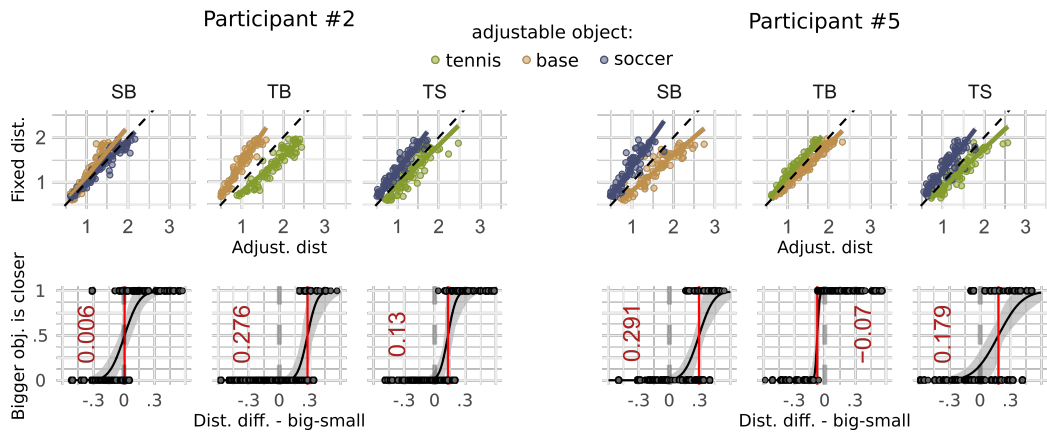 Participant #2
Participant #5
adjustable object:
tennis base soccer
SB TB TS SB TB TS
Fixed dist.
2
1
1 2 3 1 2 3 1 2 3 1 2 3 1 2 3 1 2 3
Adjust. dist Adjust. dist
Bigger obj. is closer
1
.5
0
0.006 0.276 0.13 0.291 −0.07 0.179
-.3 0 .3 -.3 0 .3 -.3 0 .3 -.3 0 .3 -.3 0 .3 -.3 0 .3
Dist. diff. - big-small Dist. diff. - big-small